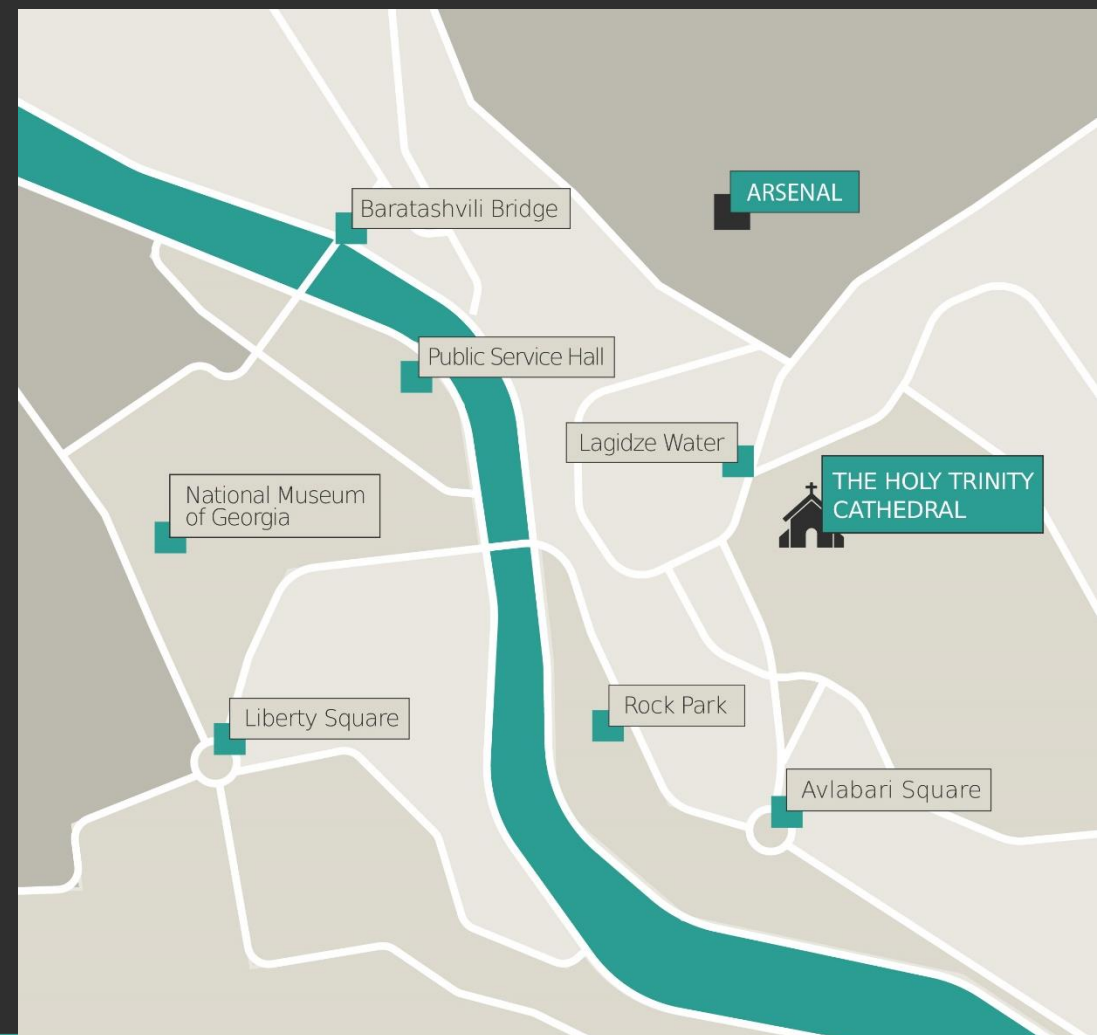 ARSENAL
Baratashvili Bridge
Public Service Hall
Lagidze Water
THE HOLY TRINITY
CATHEDRAL
National Museum
of Georgia
Rock Park
Liberty Square
Avlabari Square